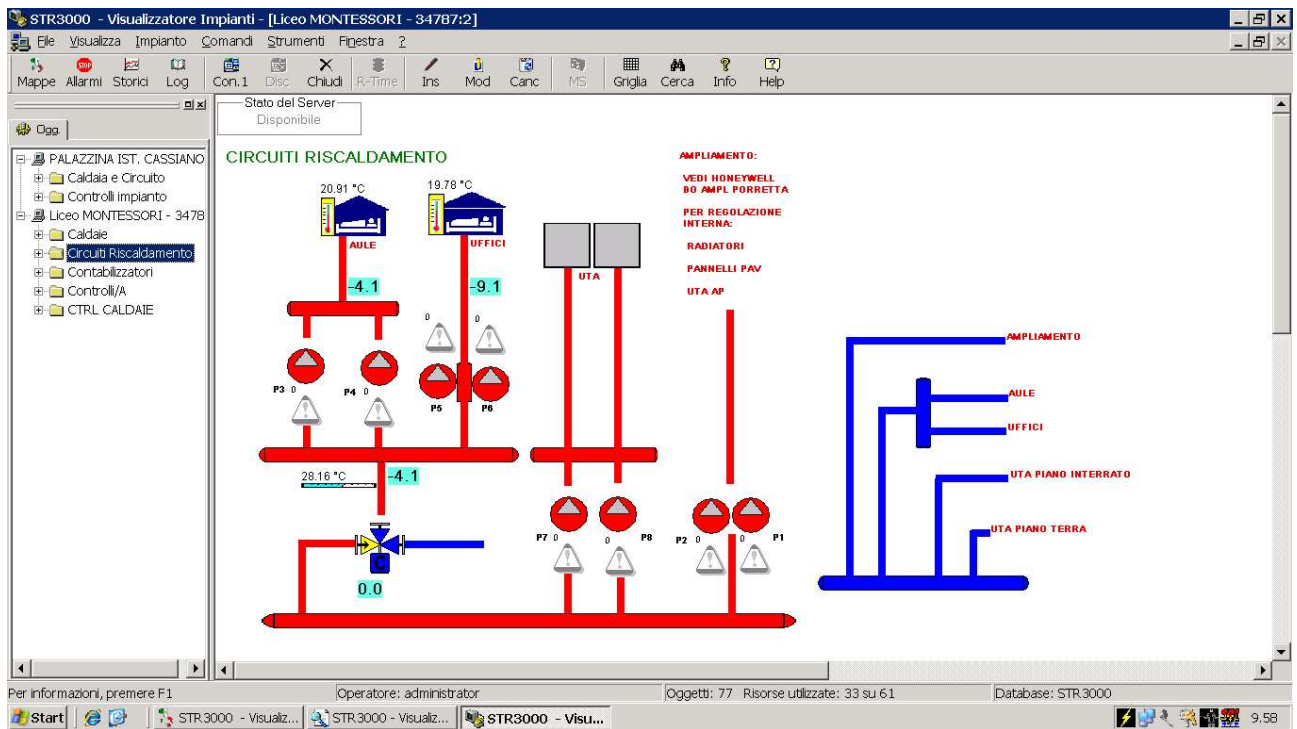 STR3000 - Visualizzatore Impianti - [Liceo MONTESSORI - 34787:2]
File Visualizza Impianto Comandi Strumenti Finestra ?
Mappe Allarmi Storici Log Con.1 Disc Chiudi R-Time Ins Mod Canc MS Griglia Cerca Info Help
Stato del Server
Disponibile
Ogg.
PALAZZINA IST. CASSIANO
Caldaia e Circuito
Controlli impianto
Liceo MONTESSORI - 3478
Caldaie
Circuiti Riscaldamento
Contabilizzatori
Controlli/A
CTRL CALDAIE
CIRCUITI RISCALDAMENTO
20.91 °C
19.78 °C
AULE
UFFICI
UTA
-4.1
-9.1
0
0
P3 0
P4 0
P5
P6
28.16 °C
-4.1
C
0.0
P7 0
0 P8
P2 0
0 P1
AMPLIAMENTO:
VEDI HONEYWELL
BO AMPL PORRETTA
PER REGOLAZIONE
INTERNA:
RADIATORI
PANNELLI PAV
UTA AP
AMPLIAMENTO
AULE
UFFICI
UTA PIANO INTERRATO
UTA PIANO TERRA
Per informazioni, premere F1
Operatore: administrator
Oggetti: 77 Risorse utilizzate: 33 su 61
Database: STR3000
Start
STR3000 - Visualiz...
STR3000 - Visualiz...
STR3000 - Visu...
9.58